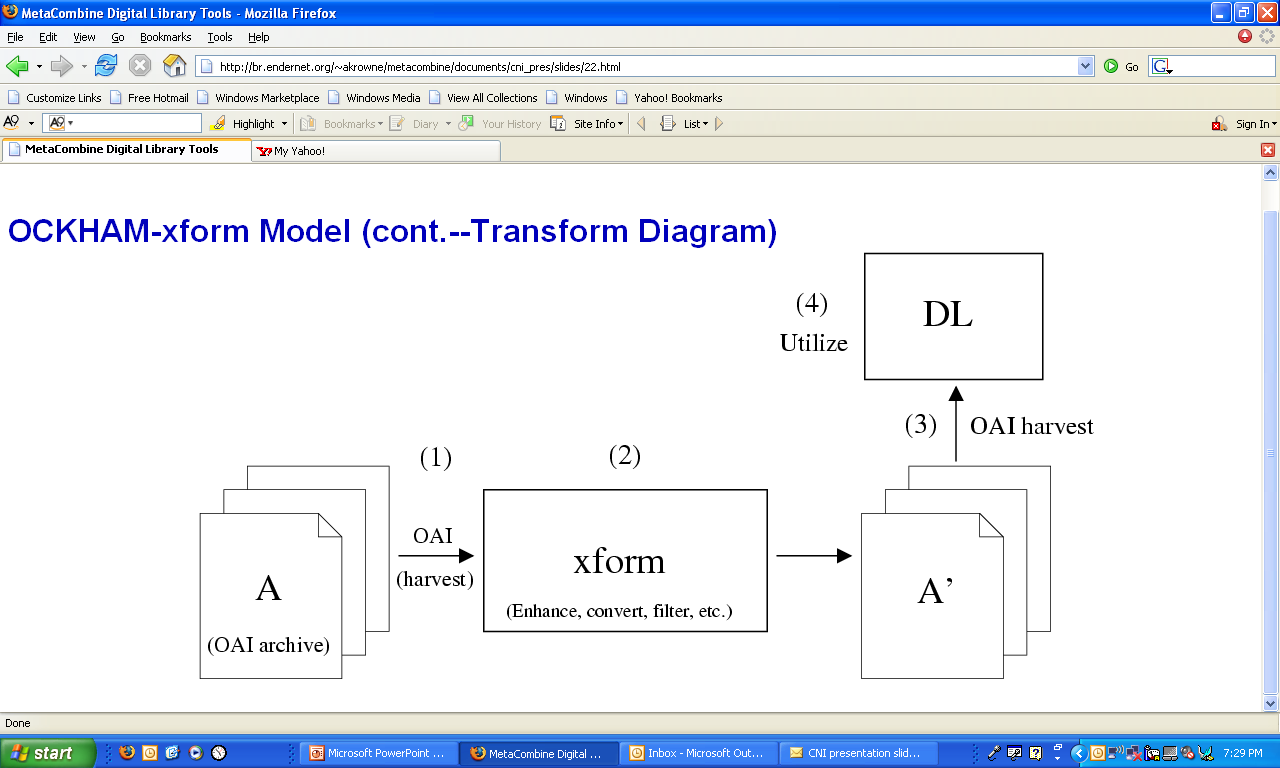 MetaCombine Digital Library Tools - Mozilla Firefox
File Edit View Go Bookmarks Tools Help
http://br.endernet.org/~akrowne/metacombine/documents/cni_pres/slides/22.html Go G
Customize Links Free Hotmail Windows Marketplace Windows Media View All Collections Windows Yahoo! Bookmarks
A9 A9 Highlight Bookmarks Diary Your History Site Info List Sign In
MetaCombine Digital Library Tools My Yahoo!
OCKHAM-xform Model (cont.--Transform Diagram)
(4)
Utilize
DL
(3) OAI harvest
(1)
(2)
OAI
(harvest)
A
(OAI archive)
xform
(Enhance, convert, filter, etc.)
A’
Done
start Microsoft PowerPoint ... MetaCombine Digital ... Inbox - Microsoft Out... CNI presentation slid... 7:29 PM